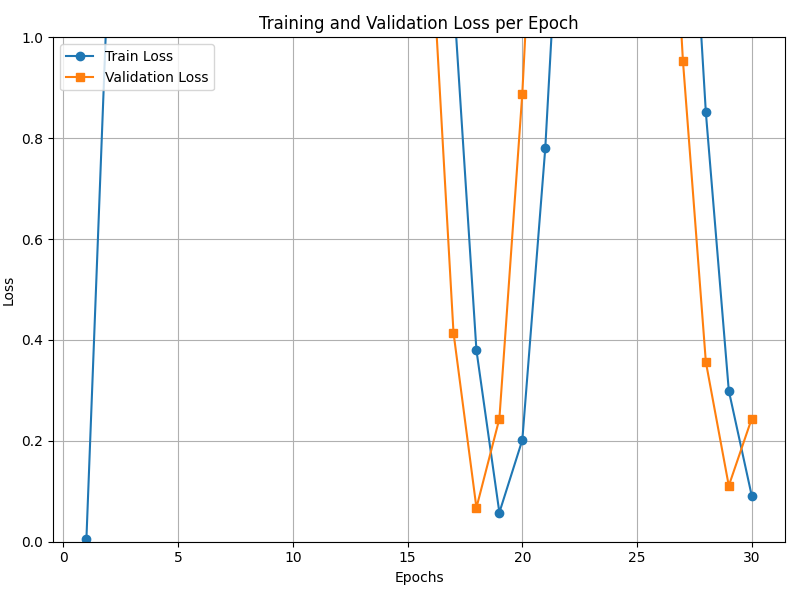 Training and Validation Loss per Epoch
Train Loss
Validation Loss
Loss
1.0
0.8
0.6
0.4
0.2
0.0
0 5 10 15 20 25 30
Epochs